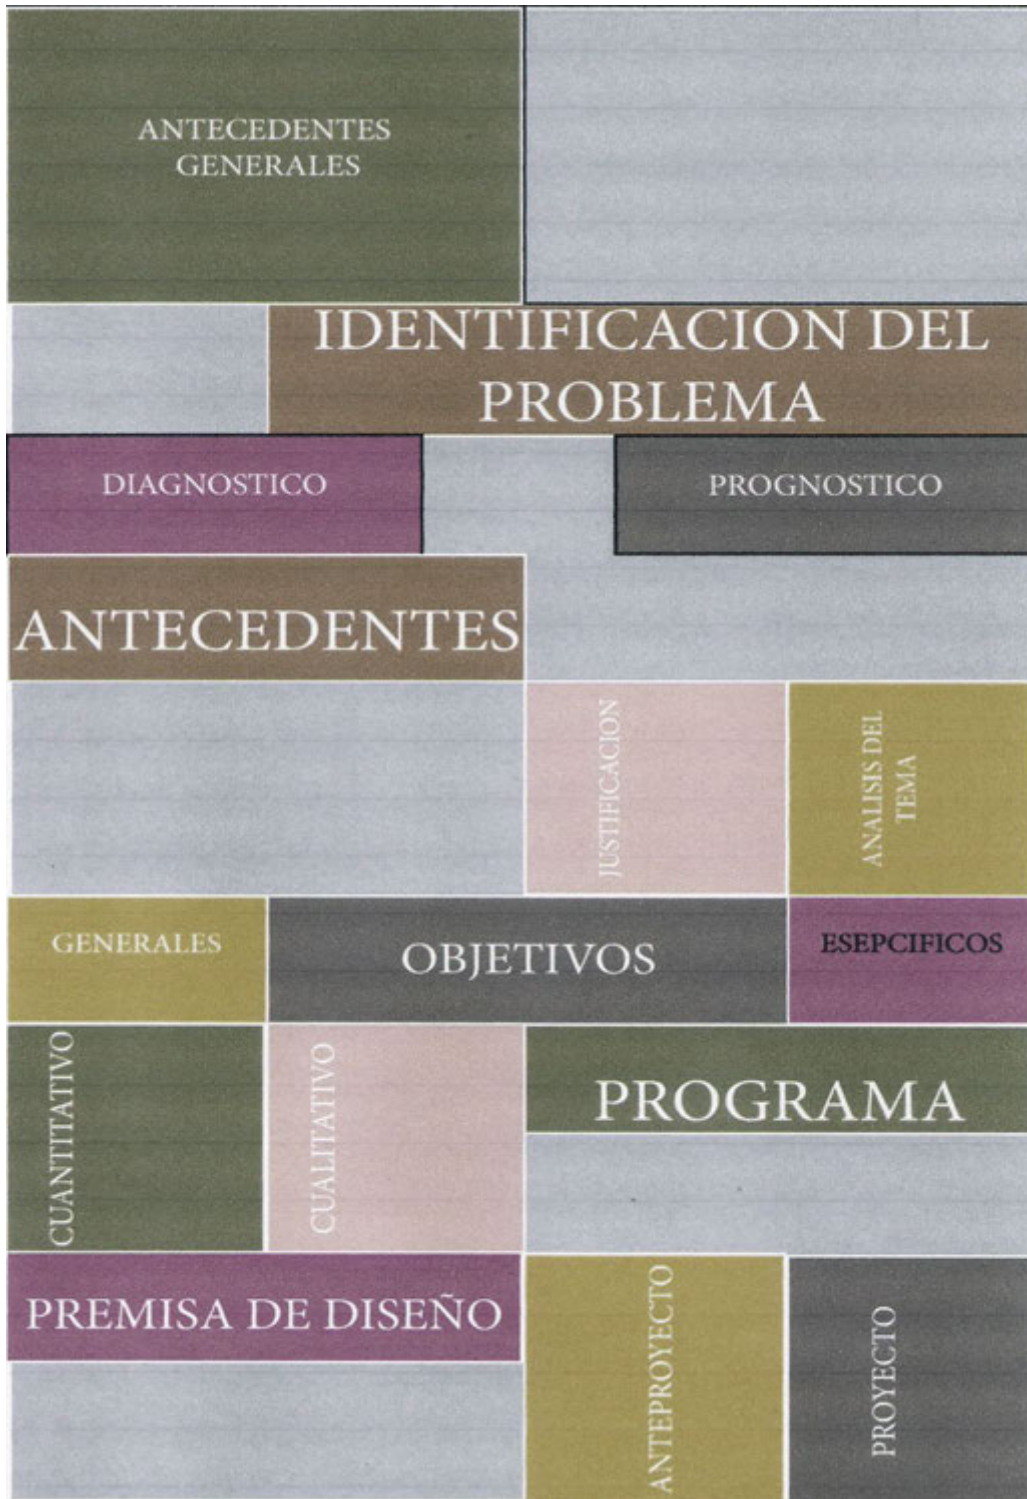 ANTECEDENTES
GENERALES
IDENTIFICACION DEL
PROBLEMA
DIAGNOSTICO
PROGNOSTICO
ANTECEDENTES
JUSTIFICACION
ANALISIS DEL
TEMA
GENERALES
OBJETIVOS
ESEPCIFICOS
CUANTITATIVO
CUALITATIVO
PROGRAMA
PREMISA DE DISEÑO
ANTEPROYECTO
PROYECTO